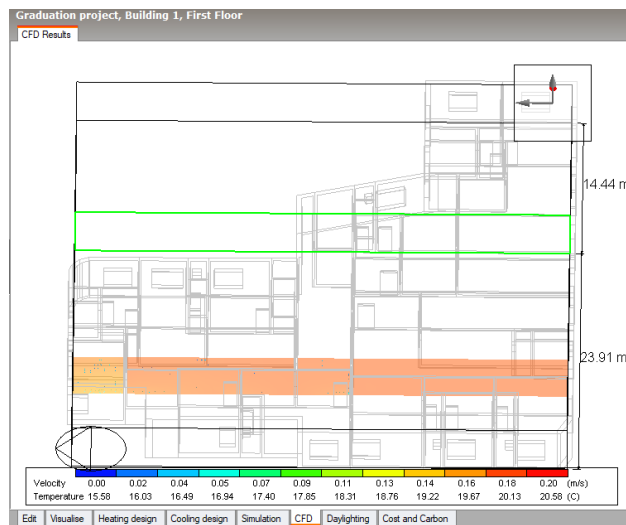 Graduation project, Building 1, First Floor
CFD Results
14.44 m
23.91 m
Velocity 0.00 0.02 0.04 0.05 0.07 0.09 0.11 0.13 0.14 0.16 0.18 0.20 (m/s)
Temperature 15.58 16.03 16.49 16.94 17.40 17.85 18.31 18.76 19.22 19.67 20.13 20.58 (C)
Edit Visualise Heating design Cooling design Simulation CFD Daylighting Cost and Carbon